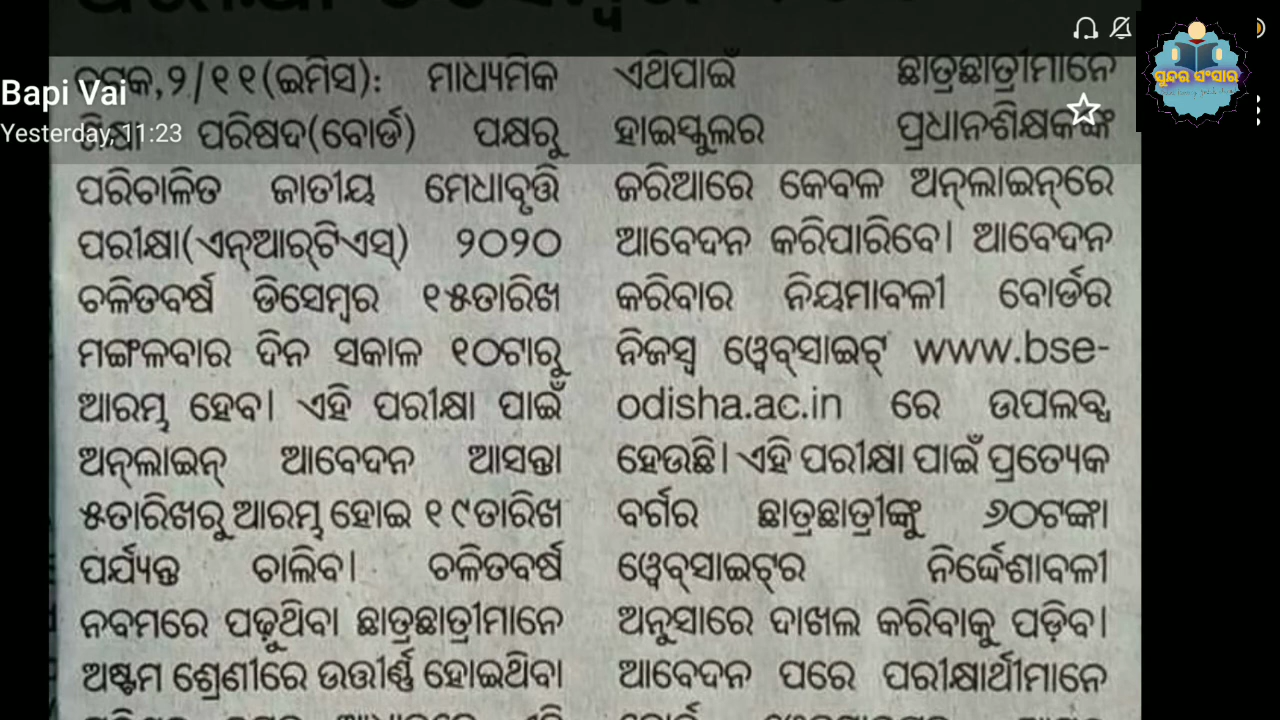 Bapi Vai
Yesterday, 11:23
ସୁନ୍ଦର ସଂସାର
କଟକ,୨/୧୧(ଇମିସ): ମାଧ୍ୟମିକ
ଶିକ୍ଷା ପରିଷଦ(ବୋର୍ଡ) ପକ୍ଷରୁ
ପରିଚାଳିତ ଜାତୀୟ ମେଧାବୃତ୍ତି
ପରୀକ୍ଷା(ଏନ୍ଆର୍ଟିଏସ୍) ୨୦୨୦
ଚଳିତବର୍ଷ ଡିସେମ୍ବର ୧୫ତାରିଖ
ମଙ୍ଗଳବାର ଦିନ ସକାଳ ୧୦ଟାରୁ
ଆରମ୍ଭ ହେବ। ଏହି ପରୀକ୍ଷା ପାଇଁ
ଅନ୍‌ଲାଇନ୍ ଆବେଦନ ଆସନ୍ତା
୫ତାରିଖରୁ ଆରମ୍ଭ ହୋଇ ୧୯ତାରିଖ
ପର୍ଯ୍ୟନ୍ତ ଚାଲିବ। ଚଳିତବର୍ଷ
ନବମରେ ପଢ଼ୁଥିବା ଛାତ୍ରଛାତ୍ରୀମାନେ
ଅଷ୍ଟମ ଶ୍ରେଣୀରେ ଉତ୍ତୀର୍ଣ୍ଣ ହୋଇଥିବା
ଏଥିପାଇଁ ଛାତ୍ରଛାତ୍ରୀମାନେ
ହାଇସ୍କୁଲର ପ୍ରଧାନଶିକ୍ଷକଙ୍କ
ଜରିଆରେ କେବଳ ଅନ୍‌ଲାଇନ୍‌ରେ
ଆବେଦନ କରିପାରିବେ। ଆବେଦନ
କରିବାର ନିୟମାବଳୀ ବୋର୍ଡର
ନିଜସ୍ୱ ୱେବ୍‌ସାଇଟ୍ www.bse-
odisha.ac.in ରେ ଉପଲବ୍ଧ
ହେଉଛି। ଏହି ପରୀକ୍ଷା ପାଇଁ ପ୍ରତ୍ୟେକ
ବର୍ଗର ଛାତ୍ରଛାତ୍ରୀଙ୍କୁ ୬୦ଟଙ୍କା
ୱେବ୍‌ସାଇଟ୍‌ର ନିର୍ଦ୍ଦେଶାବଳୀ
ଅନୁସାରେ ଦାଖଲ କରିବାକୁ ପଡ଼ିବ।
ଆବେଦନ ପରେ ପରୀକ୍ଷାର୍ଥୀମାନେ